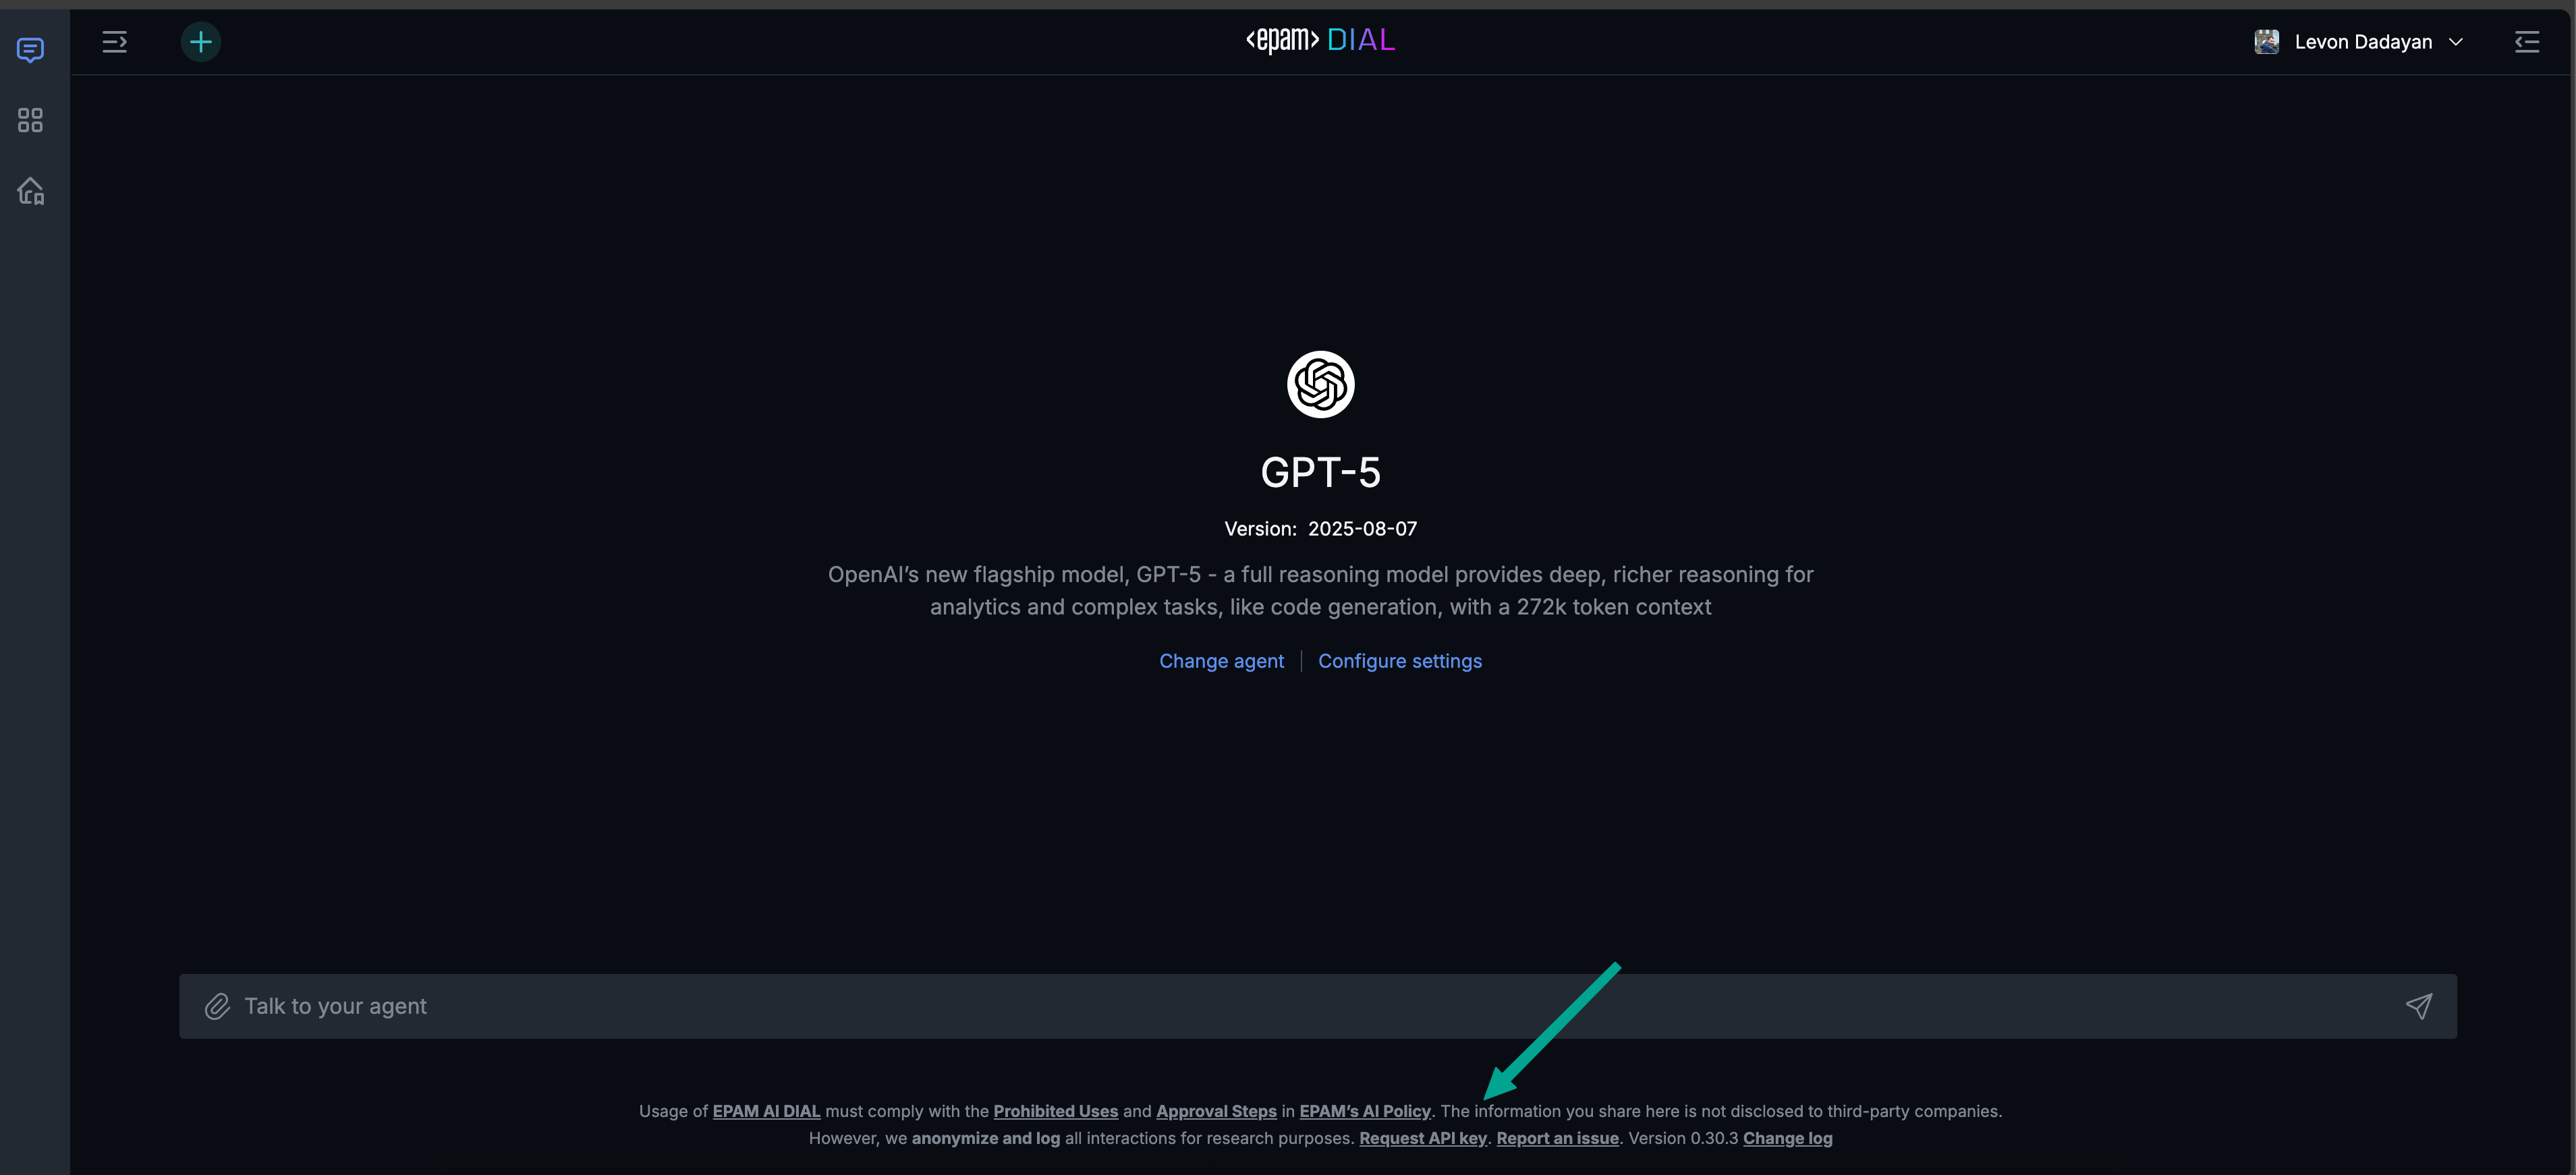 <epam> DIAL
Levon Dadayan
GPT-5
Version: 2025-08-07
OpenAI’s new flagship model, GPT-5 - a full reasoning model provides deep, richer reasoning for
analytics and complex tasks, like code generation, with a 272k token context
Change agent | Configure settings
Talk to your agent
Usage of EPAM AI DIAL must comply with the Prohibited Uses and Approval Steps in EPAM’s AI Policy. The information you share here is not disclosed to third-party companies.
However, we anonymize and log all interactions for research purposes. Request API key. Report an issue. Version 0.30.3 Change log